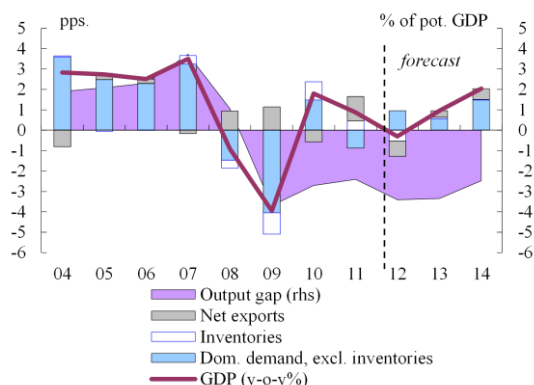 pps.
% of pot. GDP
forecast
5 5
4 4
3 3
2 2
1 1
0 0
-1 -1
-2 -2
-3 -3
-4 -4
-5 -5
-6 -6
04 05 06 07 08 09 10 11 12 13 14
Output gap (rhs)
Net exports
Inventories
Dom. demand, excl. inventories
GDP (y-o-y%)